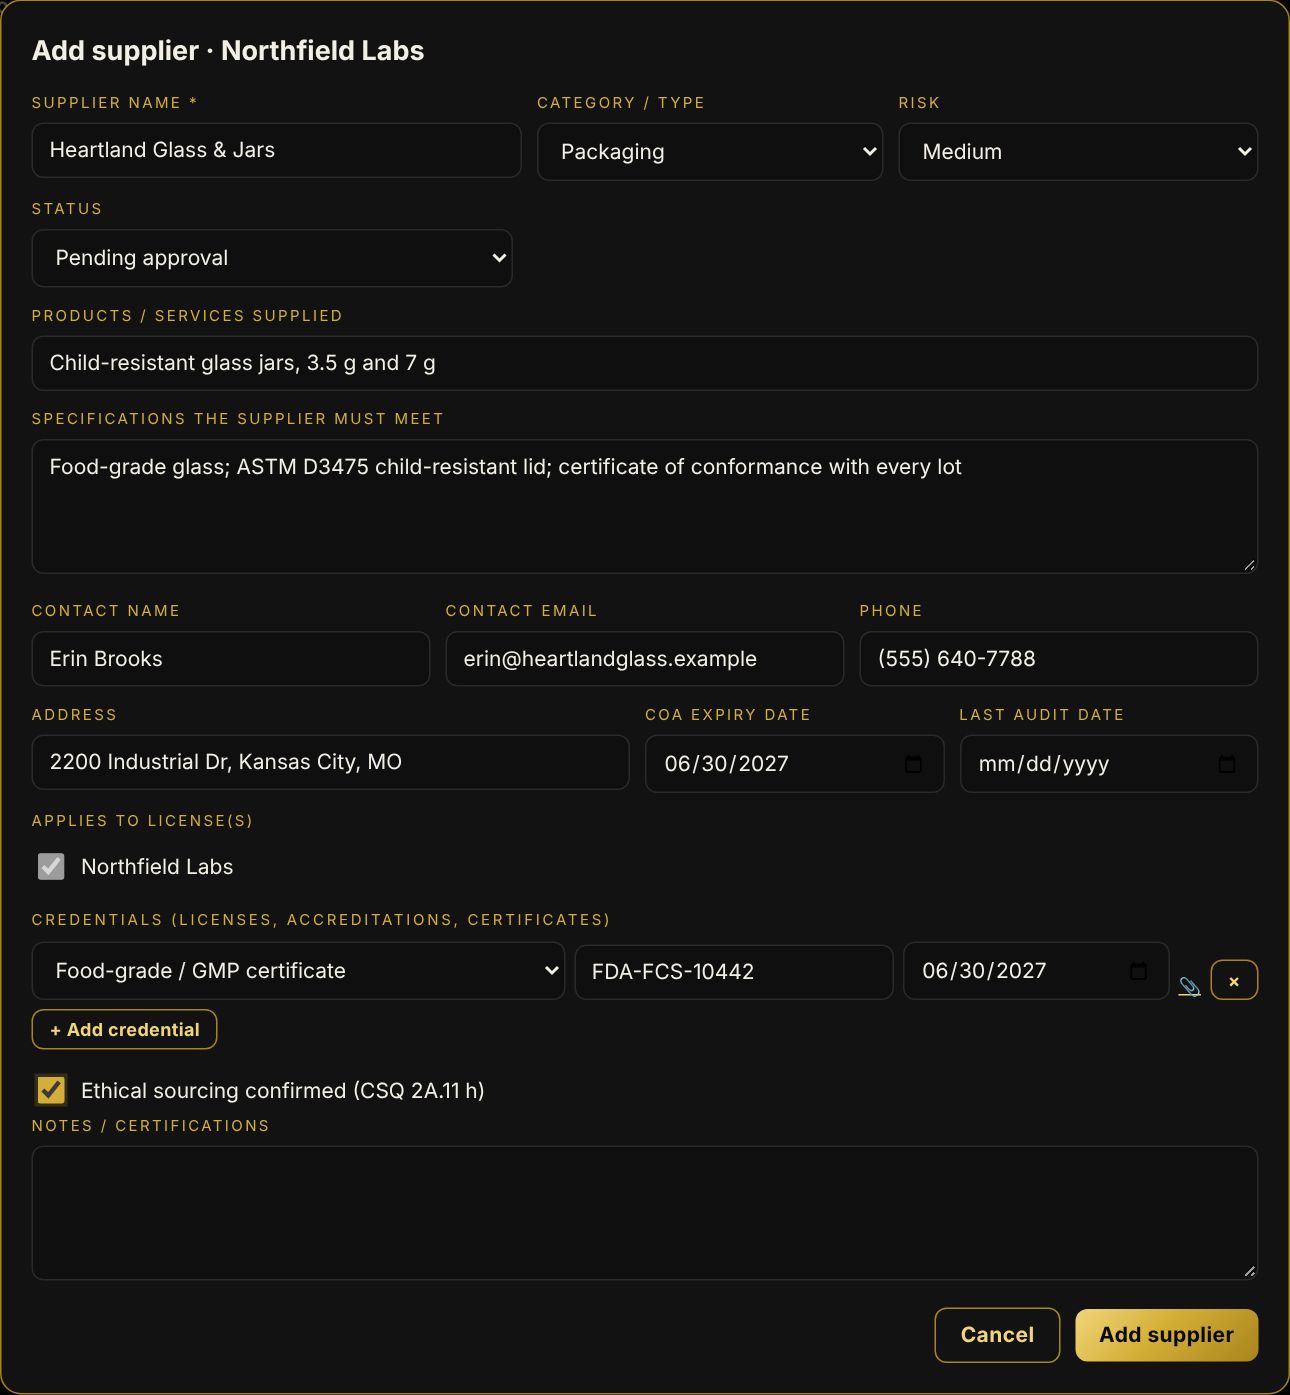 Add supplier · Northfield Labs
SUPPLIER NAME *
CATEGORY / TYPE
RISK
Heartland Glass & Jars
Packaging
Medium
STATUS
Pending approval
PRODUCTS / SERVICES SUPPLIED
Child-resistant glass jars, 3.5 g and 7 g
SPECIFICATIONS THE SUPPLIER MUST MEET
Food-grade glass; ASTM D3475 child-resistant lid; certificate of conformance with every lot
CONTACT NAME
CONTACT EMAIL
PHONE
Erin Brooks
erin@heartlandglass.example
(555) 640-7788
ADDRESS
COA EXPIRY DATE
LAST AUDIT DATE
2200 Industrial Dr, Kansas City, MO
06/30/2027
mm/dd/yyyy
APPLIES TO LICENSE(S)
Northfield Labs
CREDENTIALS (LICENSES, ACCREDITATIONS, CERTIFICATES)
Food-grade / GMP certificate
FDA-FCS-10442
06/30/2027
×
+ Add credential
Ethical sourcing confirmed (CSQ 2A.11 h)
NOTES / CERTIFICATIONS
Cancel
Add supplier